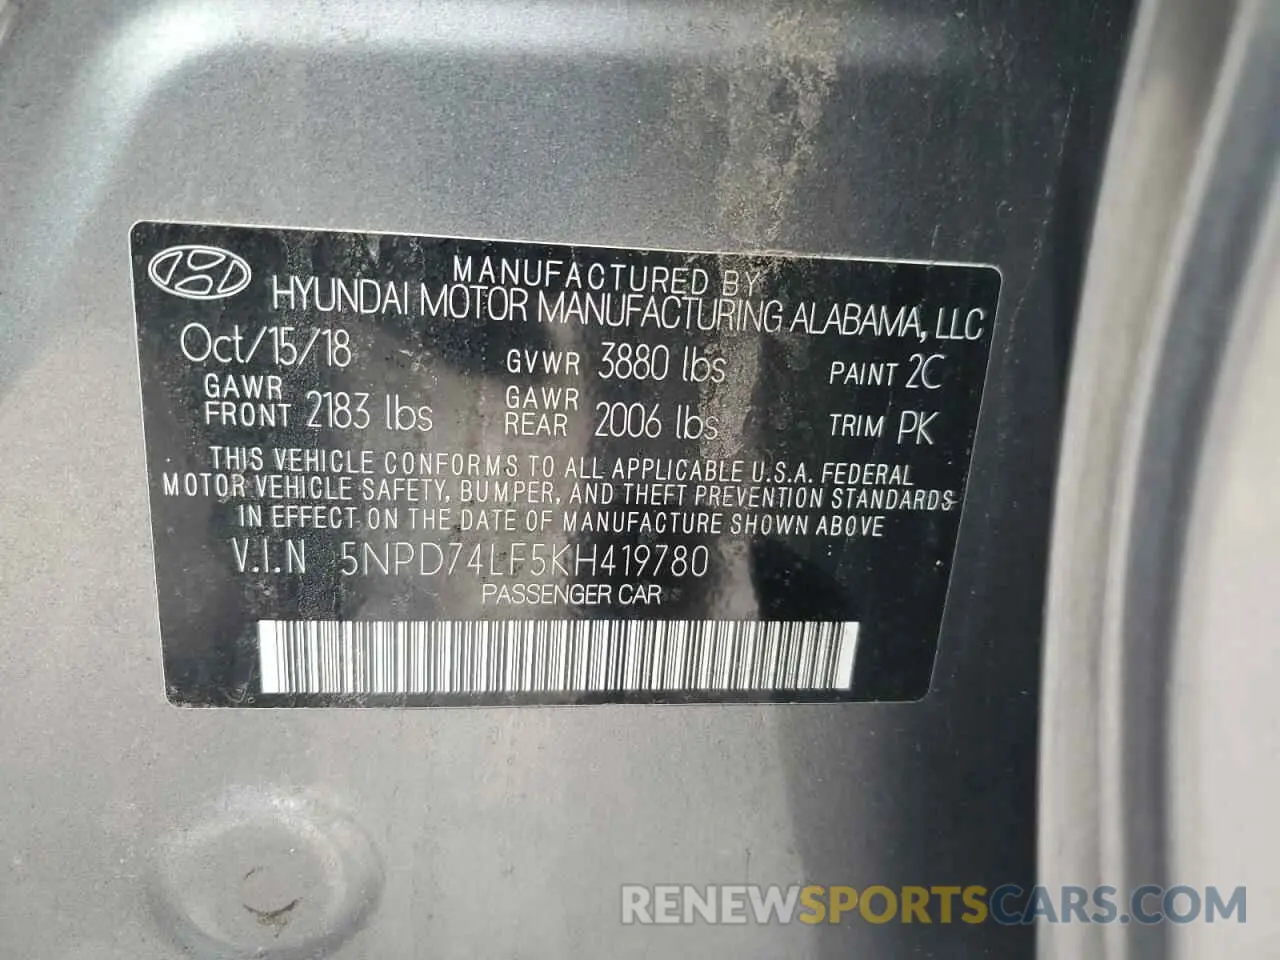 MANUFACTURED BY
HYUNDAI MOTOR MANUFACTURING ALABAMA, LLC
Oct/15/18 GVWR 3880 lbs PAINT 2C
GAWR FRONT 2183 lbs GAWR REAR 2006 lbs TRIM PK
THIS VEHICLE CONFORMS TO ALL APPLICABLE U.S.A. FEDERAL
MOTOR VEHICLE SAFETY, BUMPER, AND THEFT PREVENTION STANDARDS
IN EFFECT ON THE DATE OF MANUFACTURE SHOWN ABOVE
V.I.N 5NPD74LF5KH419780
PASSENGER CAR
RENEWSPORTSCARS.COM